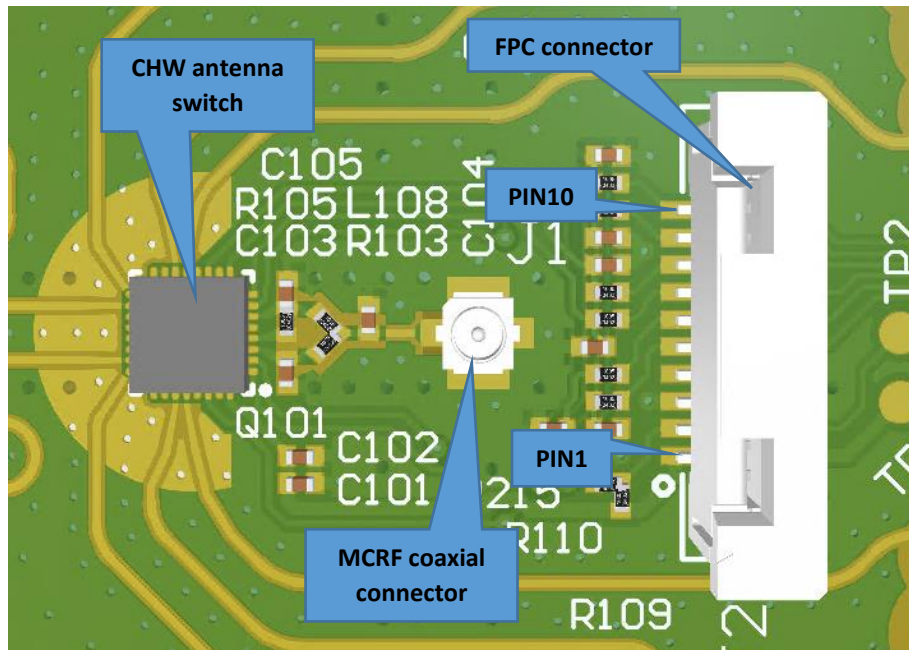 CHW antenna
switch
FPC connector
C105
R105 L108
C103 R103
C104
J1
PIN10
TP2
Q101
C102
C101
PIN1
R110
MCRF coaxial
connector
R109